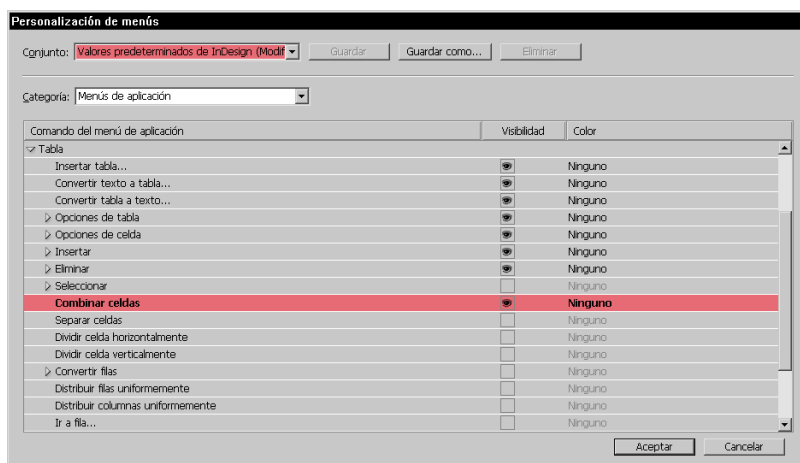 Personalización de menús
Conjunto: Valores predeterminados de InDesign (Modif Guardar Guardar como... Eliminar
Categoría: Menús de aplicación
Comando del menú de aplicación Visibilidad Color
Tabla
Insertar tabla... Ninguno
Convertir texto a tabla... Ninguno
Convertir tabla a texto... Ninguno
Opciones de tabla Ninguno
Opciones de celda Ninguno
Insertar Ninguno
Eliminar Ninguno
Seleccionar Ninguno
Combinar celdas Ninguno
Separar celdas Ninguno
Dividir celda horizontalmente Ninguno
Dividir celda verticalmente Ninguno
Convertir filas Ninguno
Distribuir filas uniformemente Ninguno
Distribuir columnas uniformemente Ninguno
Ir a fila... Ninguno
Aceptar Cancelar